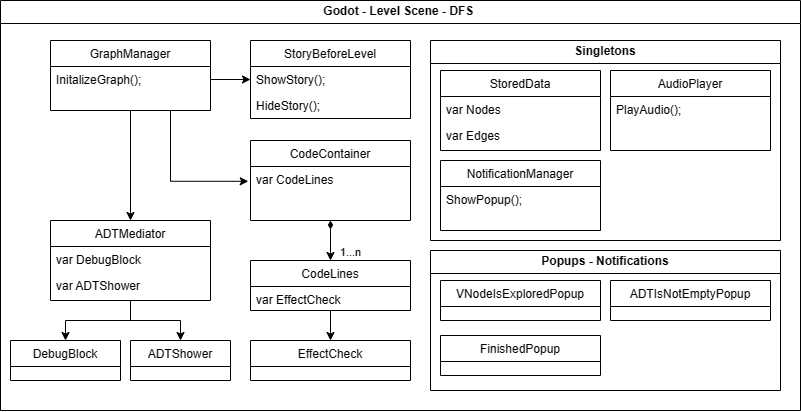 Godot - Level Scene - DFS
GraphManager
InitalizeGraph();
StoryBeforeLevel
ShowStory();
HideStory();
CodeContainer
var CodeLines
ADTMediator
var DebugBlock
var ADTShower
1...n
CodeLines
var EffectCheck
DebugBlock
ADTShower
EffectCheck
Singletons
StoredData
var Nodes
var Edges
AudioPlayer
PlayAudio();
NotificationManager
ShowPopup();
Popups - Notifications
VNodeIsExploredPopup
ADTIsNotEmptyPopup
FinishedPopup